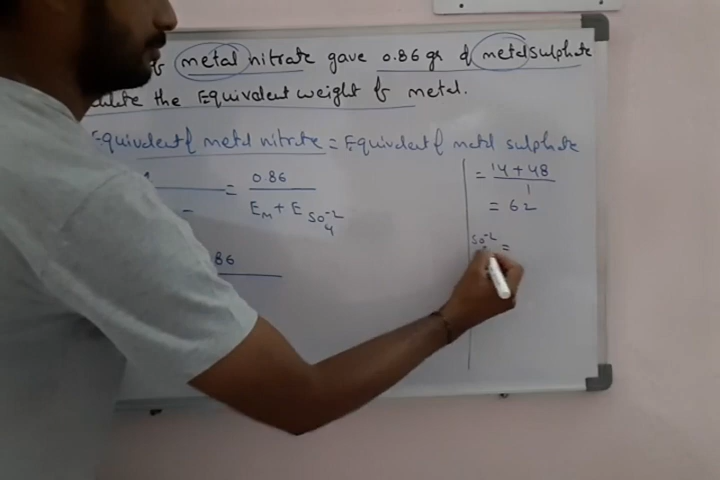 metal nitrate gave 0.86 gr of metal sulphate
the Equivalent weight of metal.
Equivalent of metal nitrate = Equivalent of metal sulphate
= 0.86 / E_M + E_SO4^-2
86
= 14 + 48 / 1
= 62
SO^-2 =